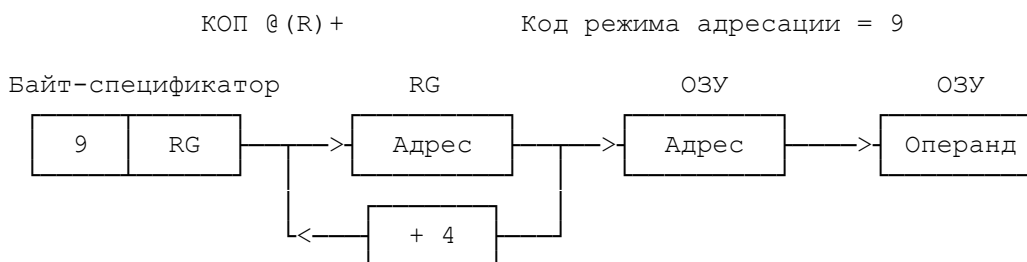 КОП @(R)+ Код режима адресации = 9
Байт-спецификатор RG ОЗУ ОЗУ
9 RG Адрес Адрес Операнд
+ 4